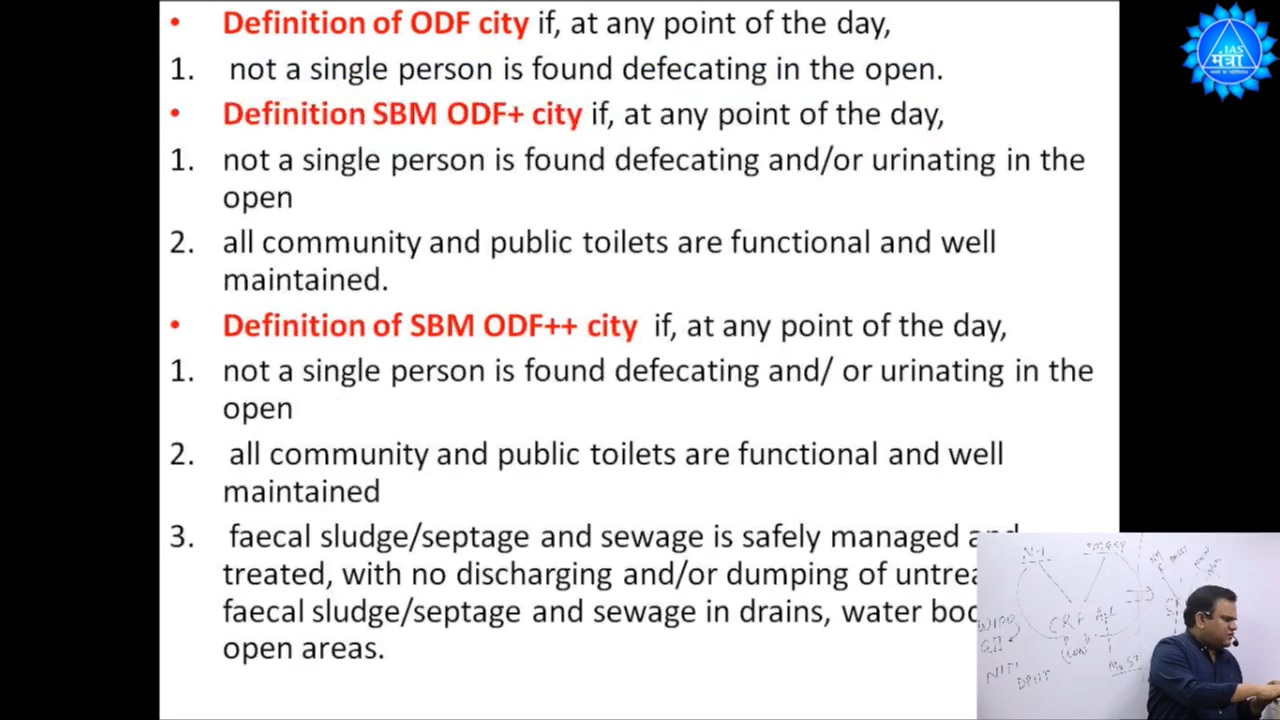 • Definition of ODF city if, at any point of the day,
1. not a single person is found defecating in the open.
• Definition SBM ODF+ city if, at any point of the day,
1. not a single person is found defecating and/or urinating in the
open
2. all community and public toilets are functional and well
maintained.
• Definition of SBM ODF++ city if, at any point of the day,
1. not a single person is found defecating and/ or urinating in the
open
2. all community and public toilets are functional and well
maintained
3. faecal sludge/septage and sewage is safely managed and
treated, with no discharging and/or dumping of
faecal sludge/septage and sewage in drains, water
open areas.
IAS
मंत्रा
CRF
NITI
DPIIT